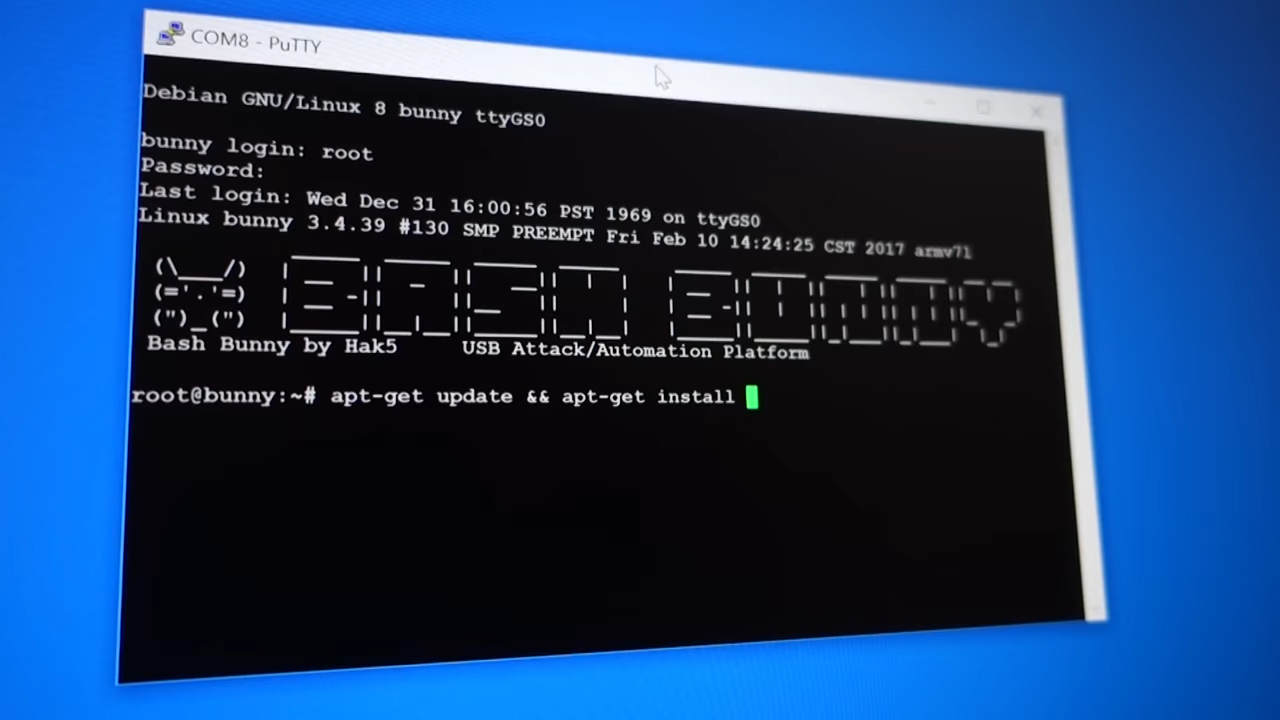 COM8 - PuTTY
Debian GNU/Linux 8 bunny ttyGS0
bunny login: root
Password:
Last login: Wed Dec 31 16:00:56 PST 1969 on ttyGS0
Linux bunny 3.4.39 #130 SMP PREEMPT Fri Feb 10 14:24:25 CST 2017 armv7l
(\___/)
(='.'=)
(")_(")
BASH BUNNY
Bash Bunny by Hak5 USB Attack/Automation Platform
root@bunny:~# apt-get update && apt-get install